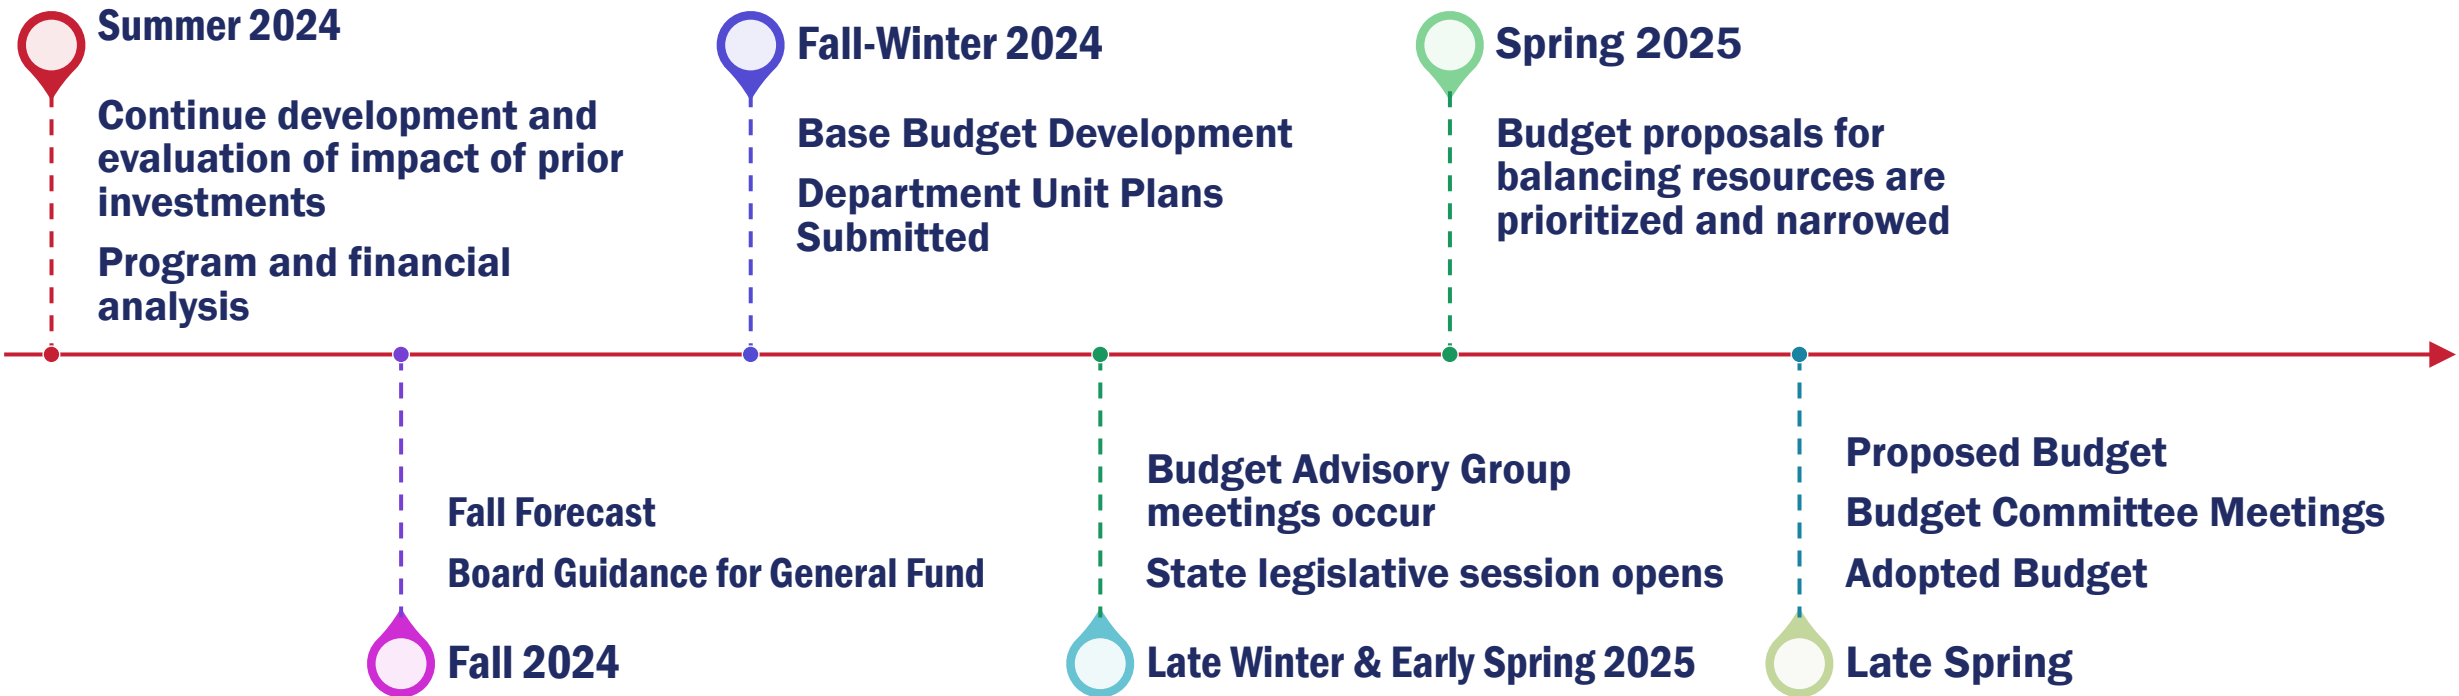 Summer 2024
Continue development and
evaluation of impact of prior
investments
Program and financial
analysis
Fall Forecast
Board Guidance for General Fund
Fall 2024
Fall-Winter 2024
Base Budget Development
Department Unit Plans
Submitted
Budget Advisory Group
meetings occur
State legislative session opens
Late Winter & Early Spring 2025
Spring 2025
Budget proposals for
balancing resources are
prioritized and narrowed
Proposed Budget
Budget Committee Meetings
Adopted Budget
Late Spring